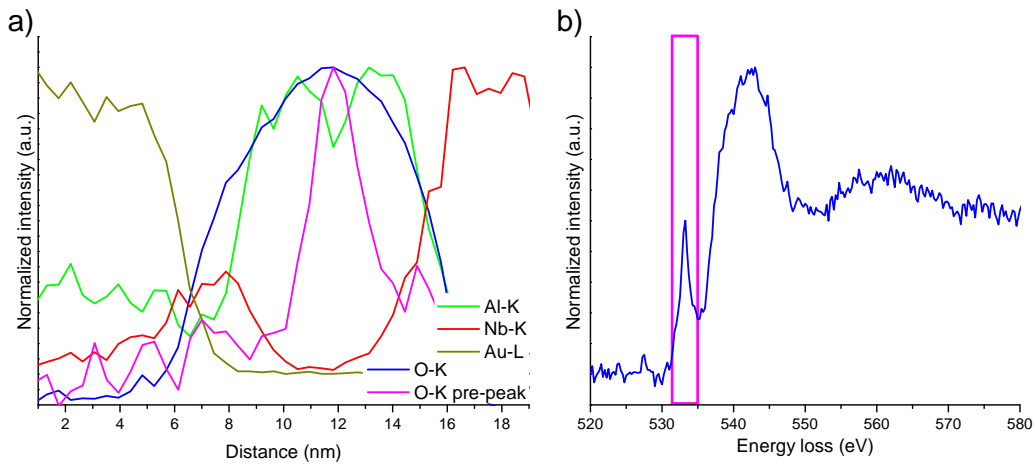 a)
Normalized intensity (a.u.)
Al-K
Nb-K
Au-L
O-K
O-K pre-peak
2 4 6 8 10 12 14 16 18
Distance (nm)
b)
Normalized intensity (a.u.)
520 530 540 550 560 570 580
Energy loss (eV)